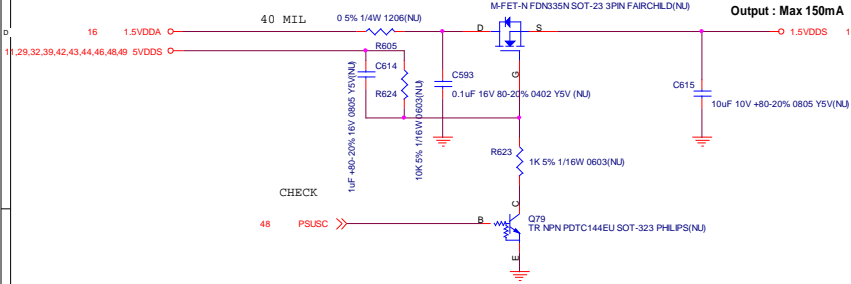 M-FET-N FDN335N SOT-23 3PIN FAIRCHILD(NU)
Output : Max 150mA
40 MIL
0 5% 1/4W 1206(NU)
D
16 1.5VDDA
D
S
1.5VDDS 1
R605
11,29,32,39,42,43,44,46,48,49 5VDDS
C614
R624
1uF +80-20% 16V 0805 Y5V(NU)
10K 5% 1/16W 0603(NU)
C593
0.1uF 16V 80-20% 0402 Y5V (NU)
G
C615
10uF 10V +80-20% 0805 Y5V(NU)
R623
1K 5% 1/16W 0603(NU)
CHECK
48 PSUSC
B
C
Q79
TR NPN PDTC144EU SOT-323 PHILIPS(NU)
E